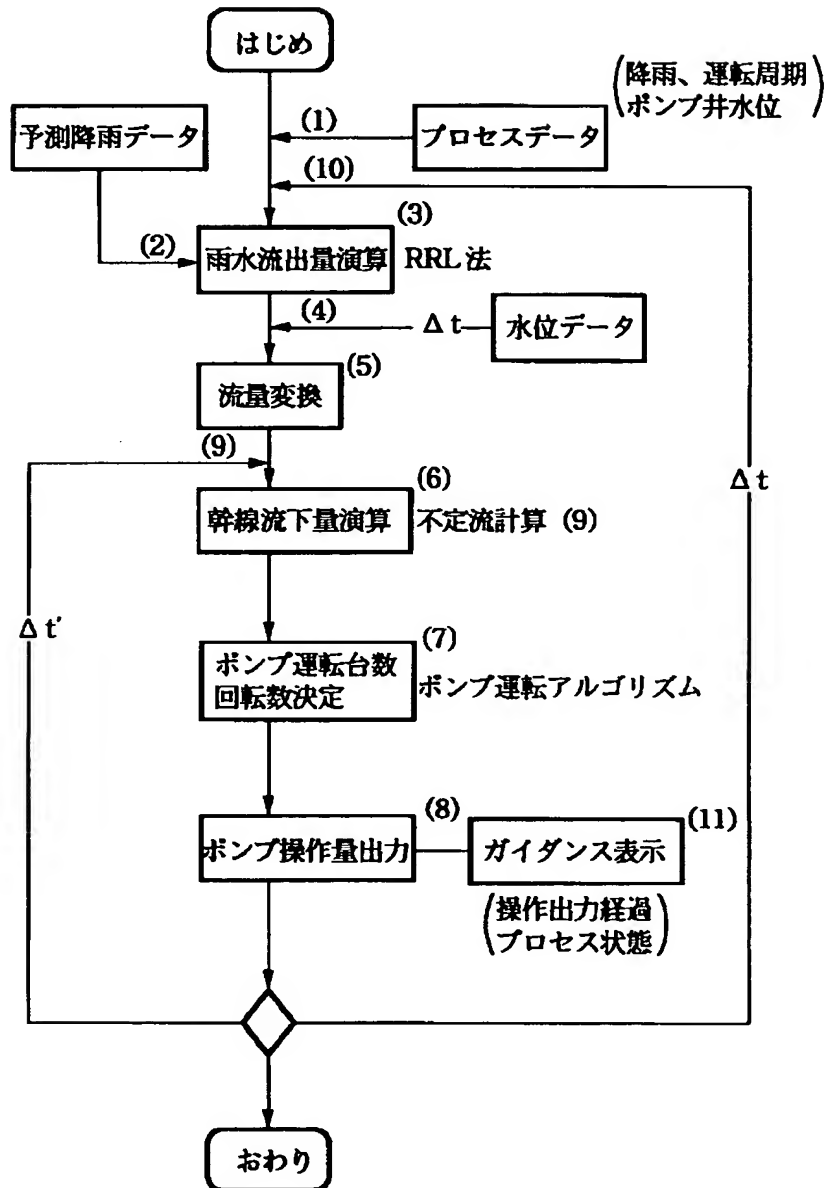 はじめ
(降雨、運転周期
ポンプ井水位)
(1)
予測降雨データ
プロセスデータ
(10)
(3)
(2)
雨水流出量演算
RRL法
(4)
Δt
水位データ
(5)
流量変換
(9)
Δt
(6)
幹線流下量演算
不定流計算 (9)
Δt'
(7)
ポンプ運転台数
回転数決定
ポンプ運転アルゴリズム
(8)
(11)
ポンプ操作量出力
ガイダンス表示
(操作出力経過
プロセス状態)
おわり